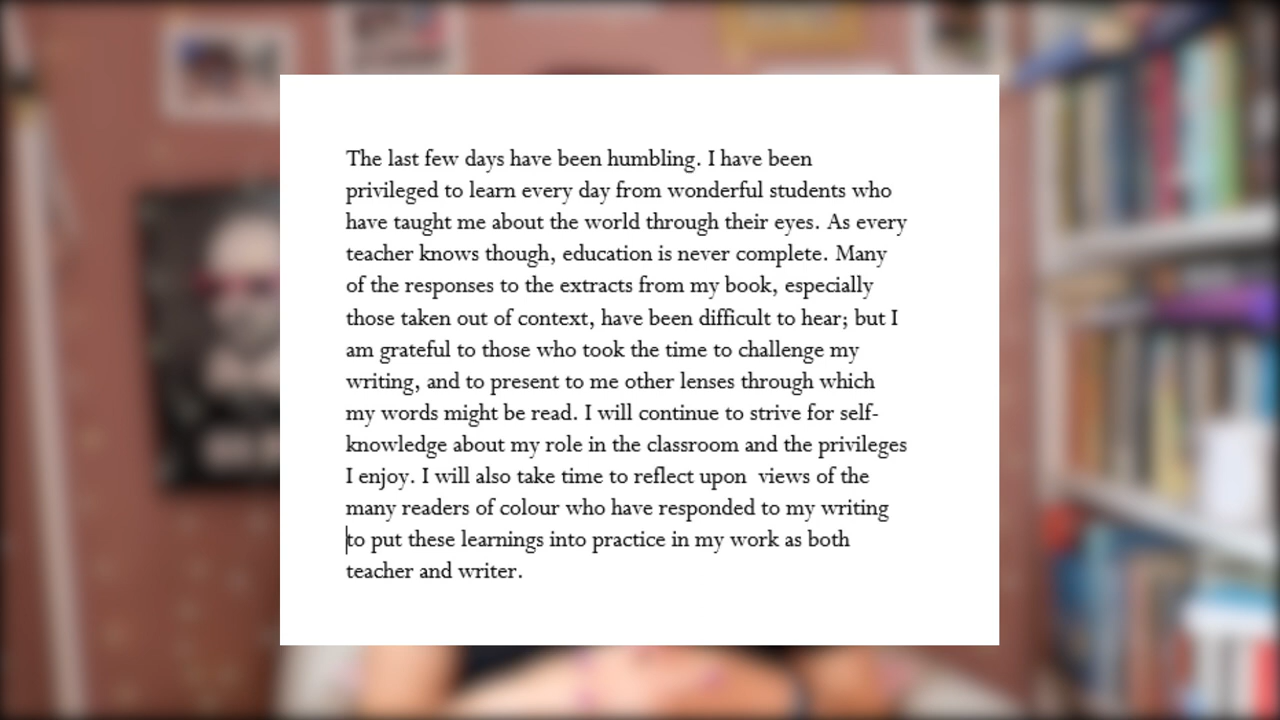 The last few days have been humbling. I have been
privileged to learn every day from wonderful students who
have taught me about the world through their eyes. As every
teacher knows though, education is never complete. Many
of the responses to the extracts from my book, especially
those taken out of context, have been difficult to hear; but I
am grateful to those who took the time to challenge my
writing, and to present to me other lenses through which
my words might be read. I will continue to strive for self-
knowledge about my role in the classroom and the privileges
I enjoy. I will also take time to reflect upon  views of the
many readers of colour who have responded to my writing
to put these learnings into practice in my work as both
teacher and writer.